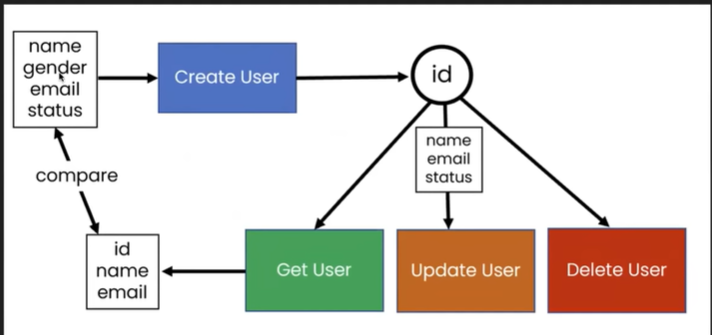 name
gender
email
status
Create User
id
name
email
status
compare
id
name
email
Get User
Update User
Delete User